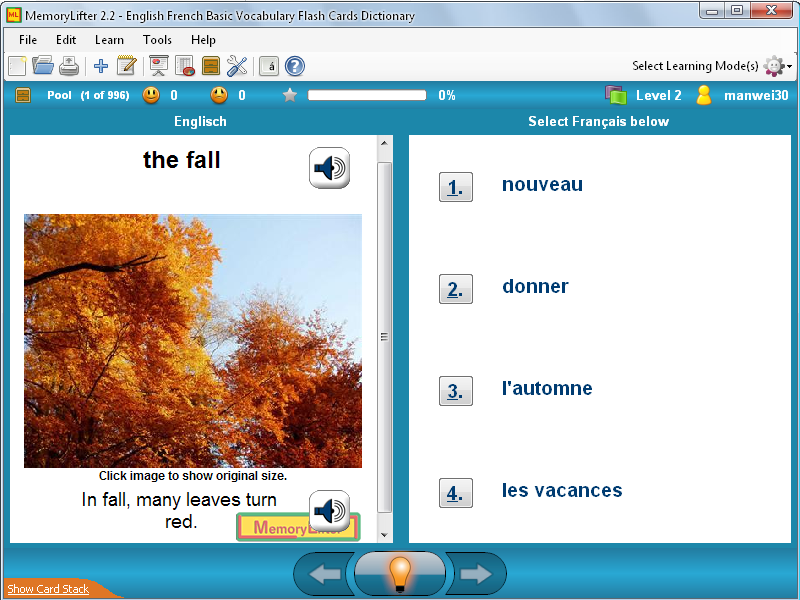 MemoryLifter 2.2 - English French Basic Vocabulary Flash Cards Dictionary
File Edit Learn Tools Help
á ? Select Learning Mode(s)
Pool (1 of 996) 0 0 0% Level 2 manwei30
Englisch Select Français below
the fall
1. nouveau
2. donner
3. l'automne
4. les vacances
Click image to show original size.
In fall, many leaves turn
red.
MemoryLifter
Show Card Stack